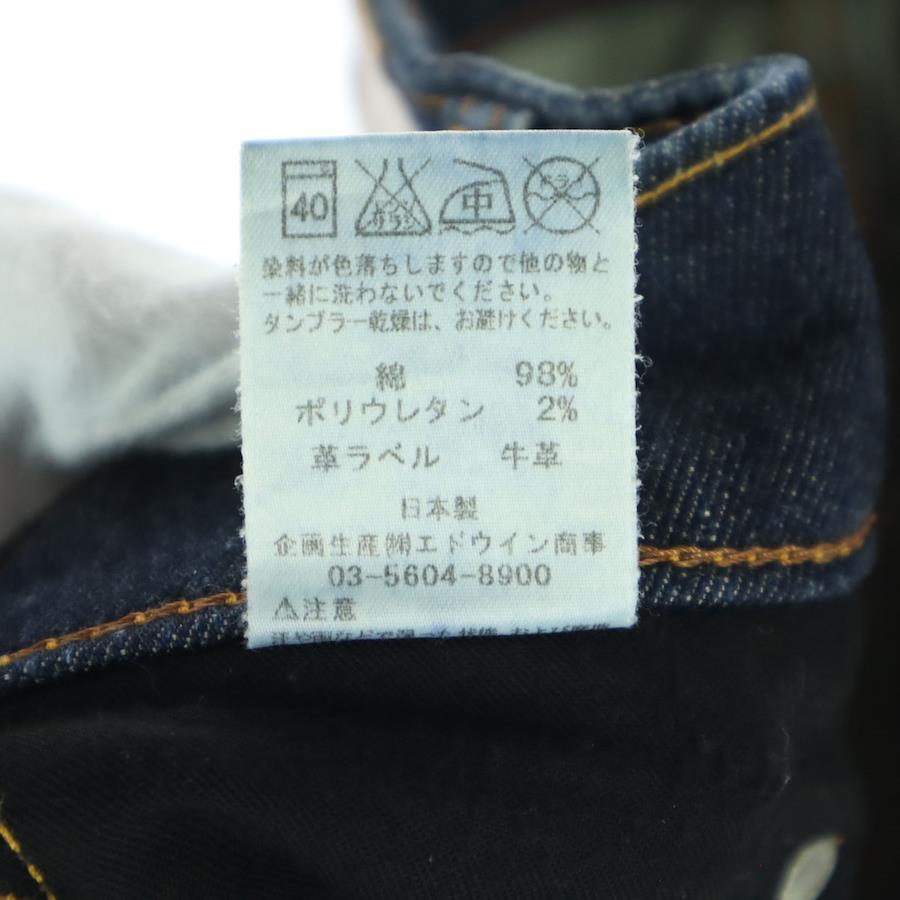 40 エンソサラシ 中 ドライ
染料が色落ちしますので他の物と
一緒に洗わないでください。
タンブラー乾燥は、お避けください。
綿 98%
ポリウレタン 2%
革ラベル 牛革
日本製
企画生産㈱エドウイン商事
03-5604-8900
⚠注意